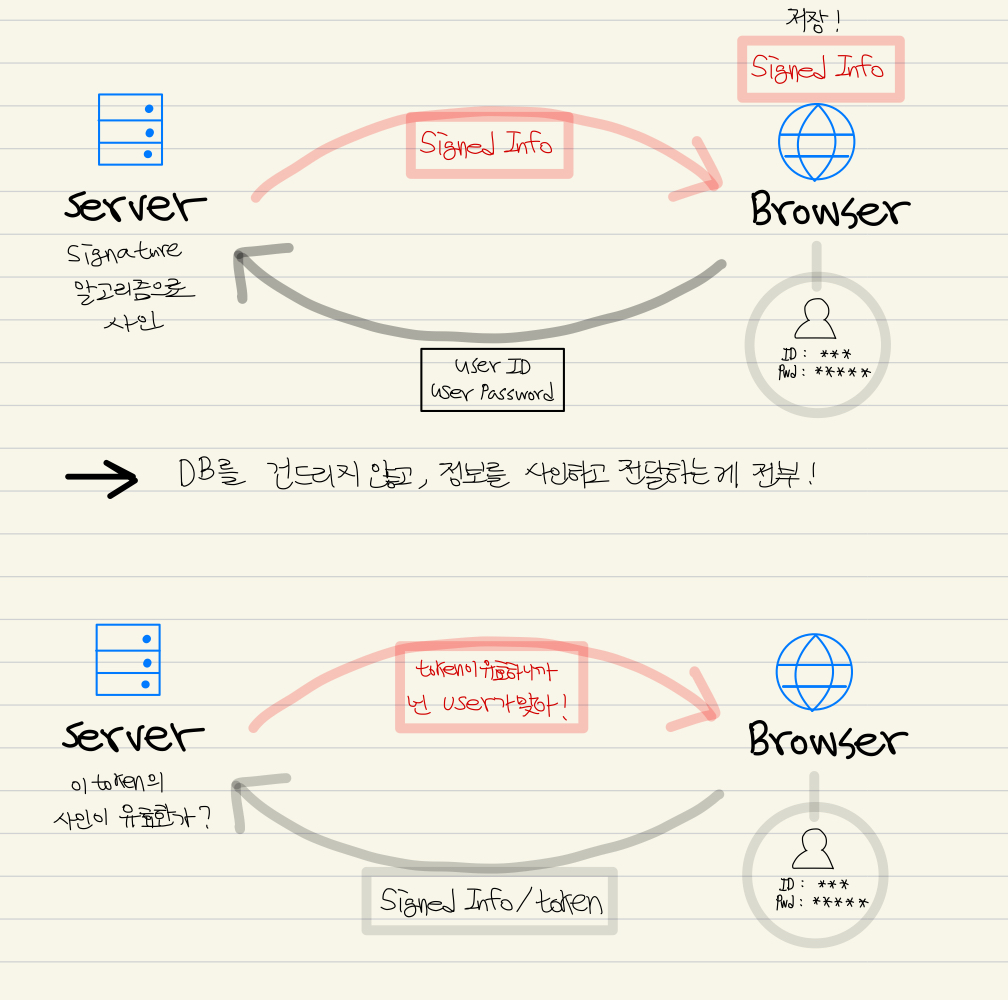 저장!
Signed Info
Signed Info
Server
Browser
Signature
알고리즘으로
사인
ID : ***
Pwd : *****
User ID
User Password
→ DB를 건드리지 않고, 정보를 사인하고 전달하는게 전부!
token이 유효하니까
넌 user가 맞아!
Server
Browser
이 token의
사인이 유효한가?
ID : ***
Pwd : *****
Signed Info/token